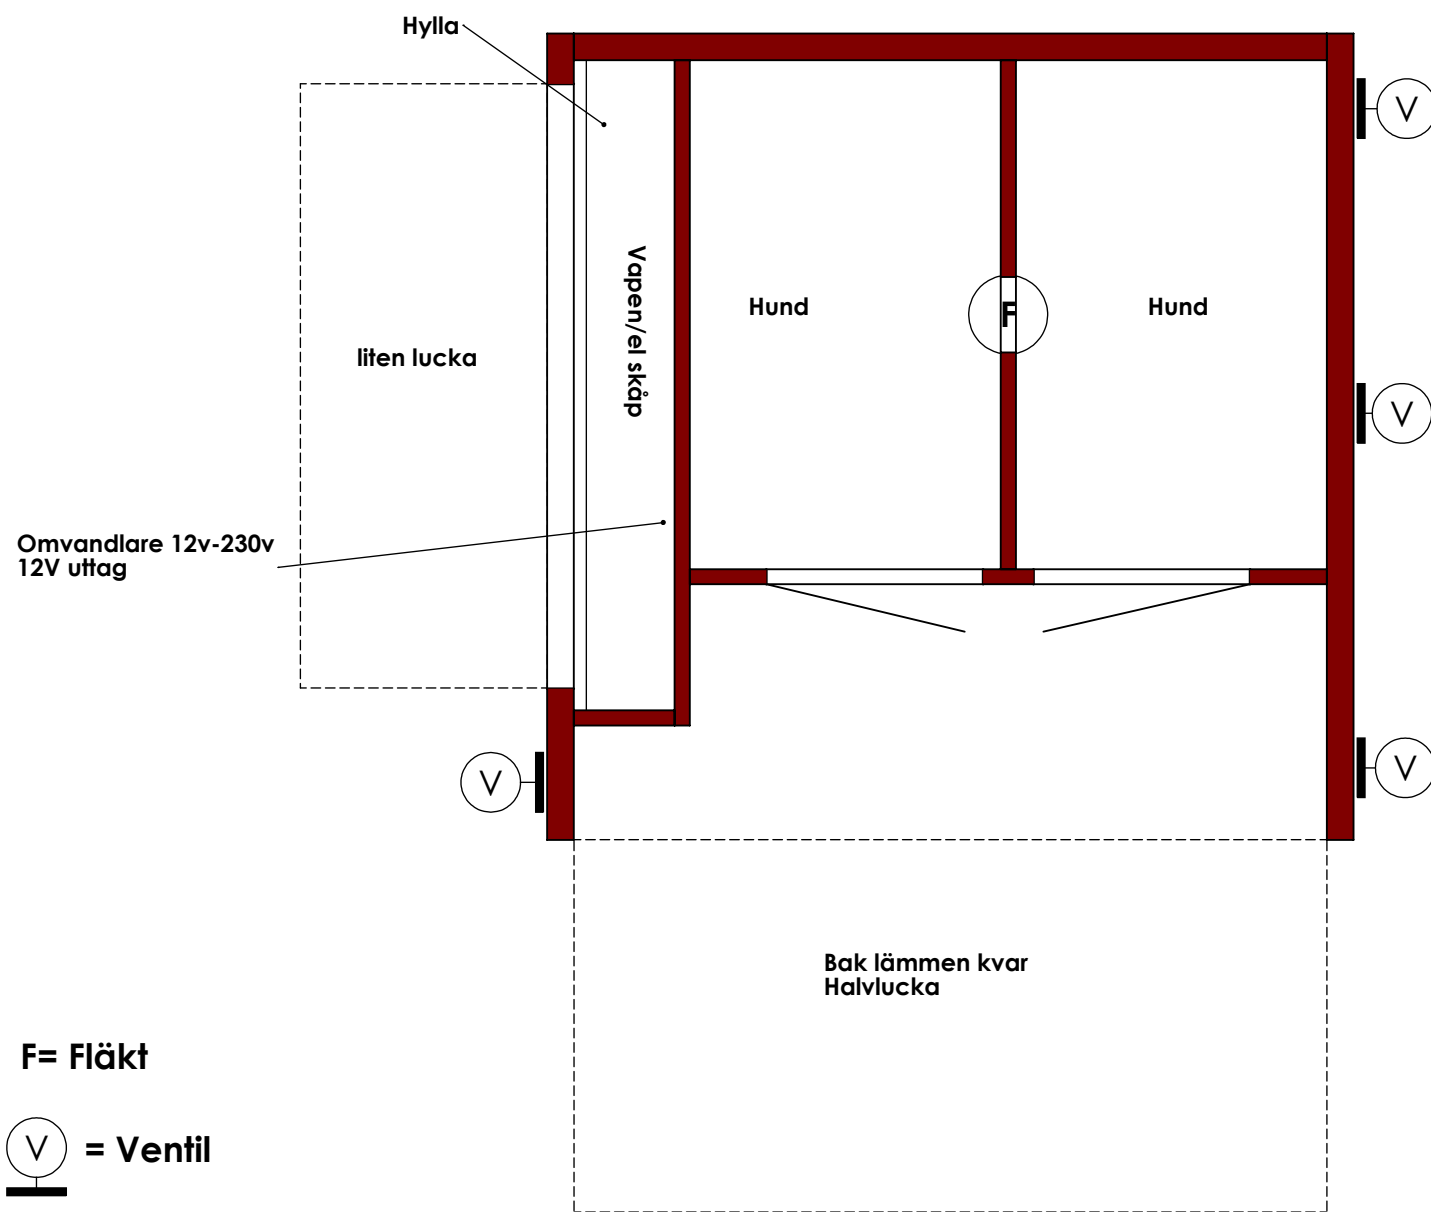 Hylla
V
Vapen/el skåp
Hund
F
Hund
liten lucka
V
Omvandlare 12v-230v
12V uttag
V
V
Bak lämmen kvar
Halvlucka
F= Fläkt
V = Ventil